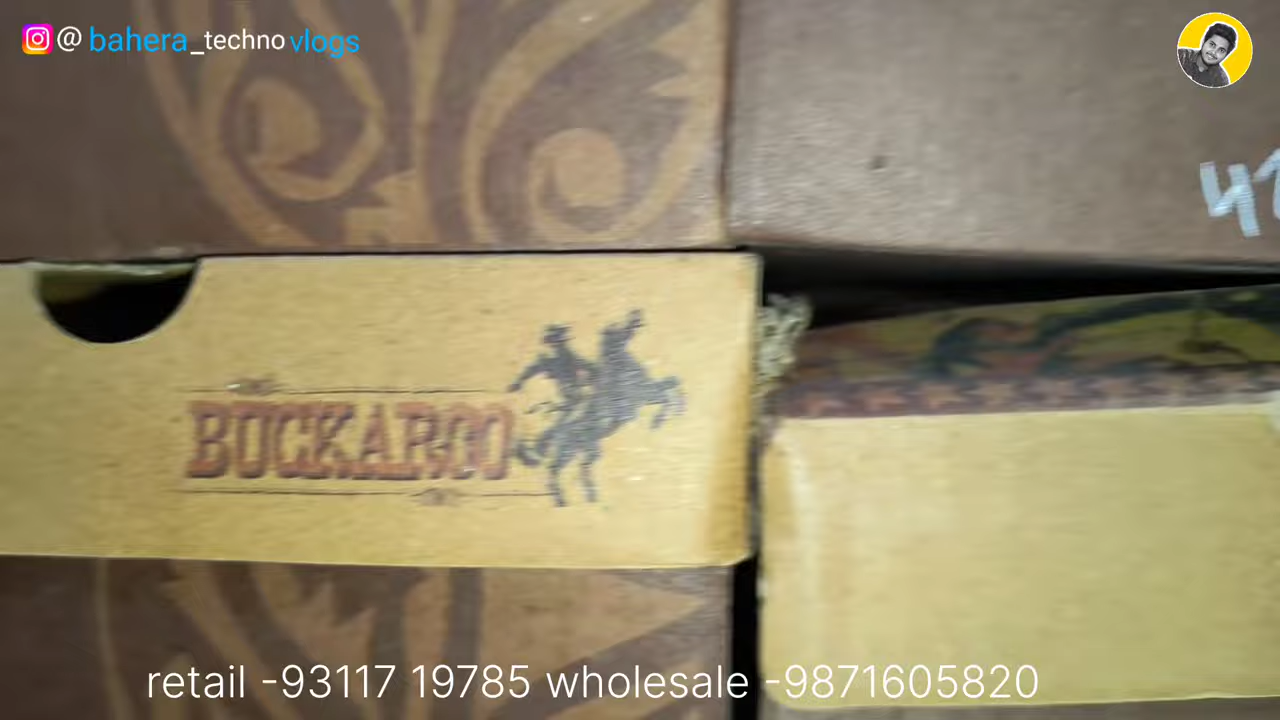 @ bahera_techno vlogs
BUCKAROO
retail -93117 19785 wholesale -9871605820